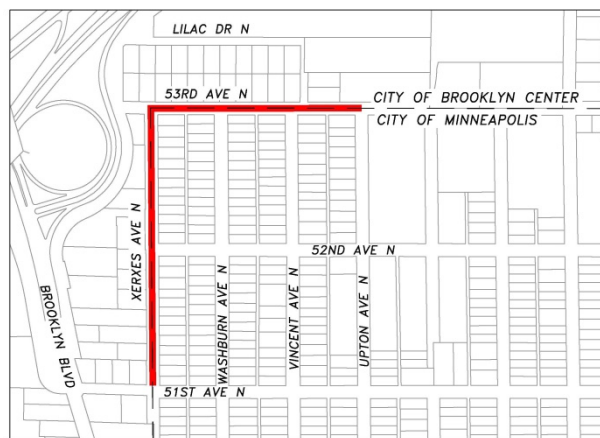 LILAC DR N
53RD AVE N
CITY OF BROOKLYN CENTER
CITY OF MINNEAPOLIS
XERXES AVE N
52ND AVE N
BROOKLYN BLVD
WASHBURN AVE N
VINCENT AVE N
UPTON AVE N
51ST AVE N